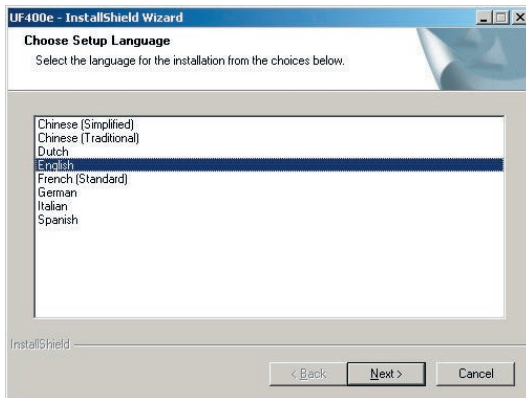 UF400e - InstallShield Wizard
Choose Setup Language
Select the language for the installation from the choices below.
Chinese (Simplified)
Chinese (Traditional)
Dutch
English
French (Standard)
German
Italian
Spanish
InstallShield
< Back
Next >
Cancel